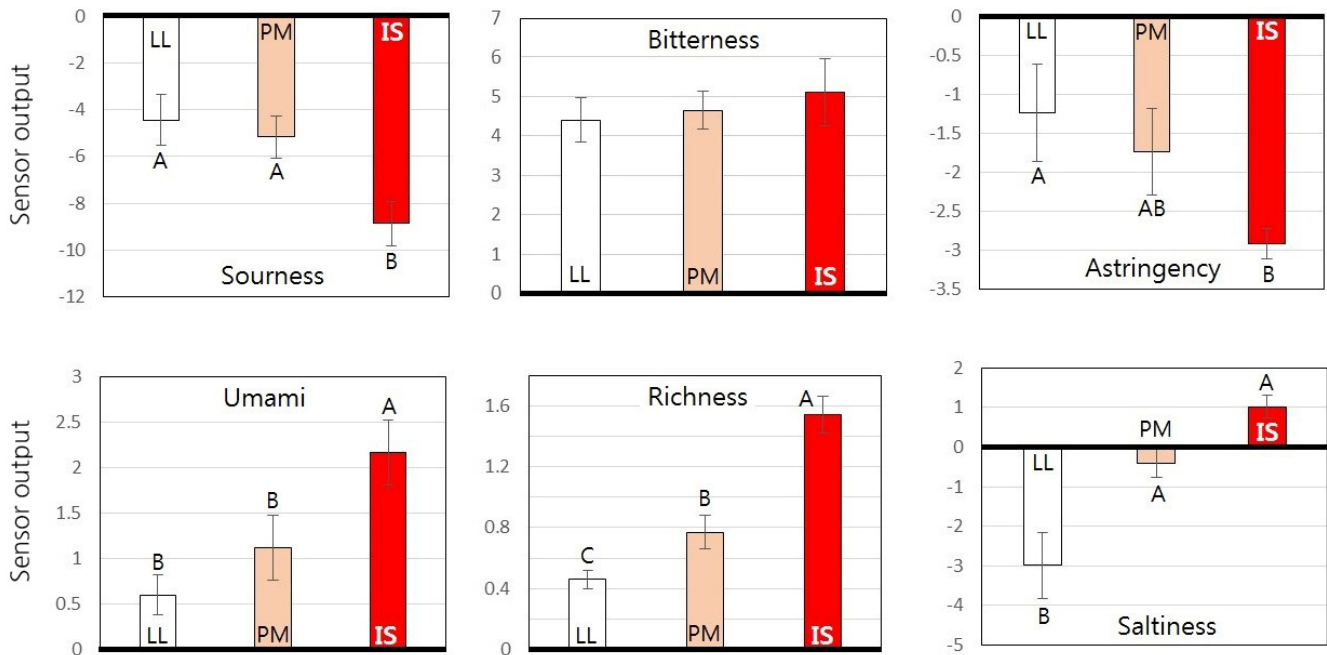 Sensor output
0
-2
-4
-6
-8
-10
-12
LL
PM
IS
A
A
B
Sourness
7
6
5
4
3
2
1
0
Bitterness
LL
PM
IS
0
-0.5
-1
-1.5
-2
-2.5
-3
-3.5
LL
PM
IS
A
AB
B
Astringency
Sensor output
3
2.5
2
1.5
1
0.5
0
Umami
B
B
A
LL
PM
IS
1.6
1.2
0.8
0.4
0
Richness
C
B
A
LL
PM
IS
2
1
0
-1
-2
-3
-4
-5
A
PM
IS
LL
A
B
Saltiness